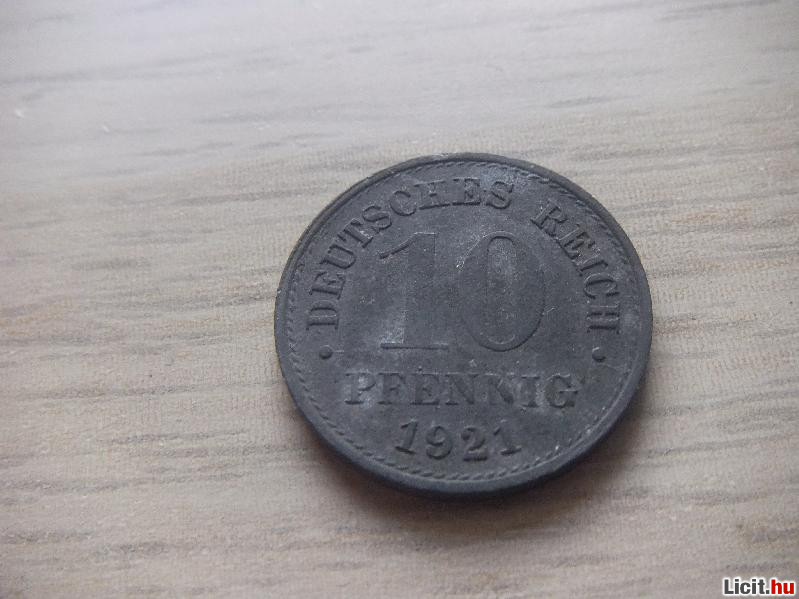 • DEUTSCHES REICH •
10
PFENNIG
1921
Licit.hu